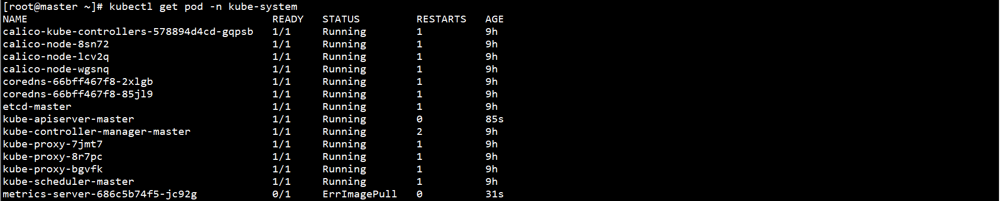 [root@master ~]# kubectl get pod -n kube-system
NAME                                       READY   STATUS         RESTARTS   AGE
calico-kube-controllers-578894d4cd-gqpsb   1/1     Running        1          9h
calico-node-8sn72                          1/1     Running        1          9h
calico-node-lcv2q                          1/1     Running        1          9h
calico-node-wgsnq                          1/1     Running        1          9h
coredns-66bff467f8-2xlgb                   1/1     Running        1          9h
coredns-66bff467f8-85jl9                   1/1     Running        1          9h
etcd-master                                1/1     Running        1          9h
kube-apiserver-master                      1/1     Running        0          85s
kube-controller-manager-master             1/1     Running        2          9h
kube-proxy-7jmt7                           1/1     Running        1          9h
kube-proxy-8r7pc                           1/1     Running        1          9h
kube-proxy-bgvfk                           1/1     Running        1          9h
kube-scheduler-master                      1/1     Running        1          9h
metrics-server-686c5b74f5-jc92g            0/1     ErrImagePull   0          31s